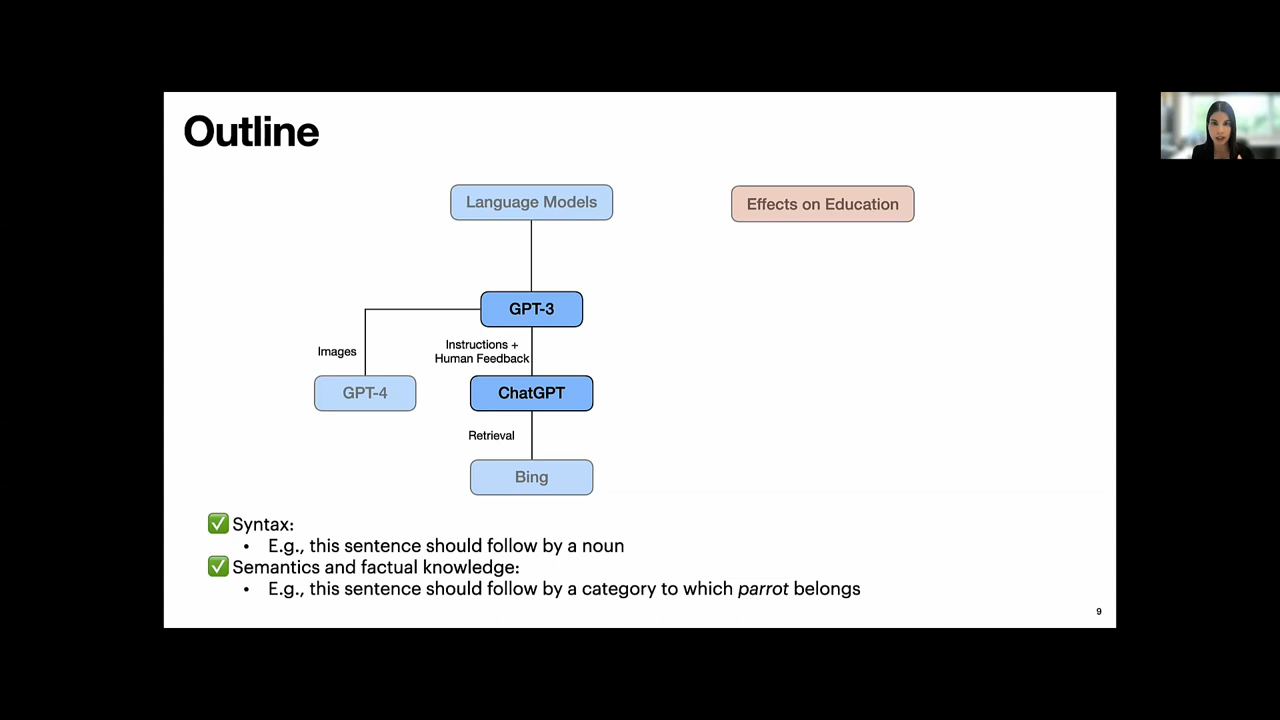 Outline
Language Models
Effects on Education
GPT-3
Images
Instructions +
Human Feedback
GPT-4
ChatGPT
Retrieval
Bing
✅ Syntax:
• E.g., this sentence should follow by a noun
✅ Semantics and factual knowledge:
• E.g., this sentence should follow by a category to which parrot belongs
9